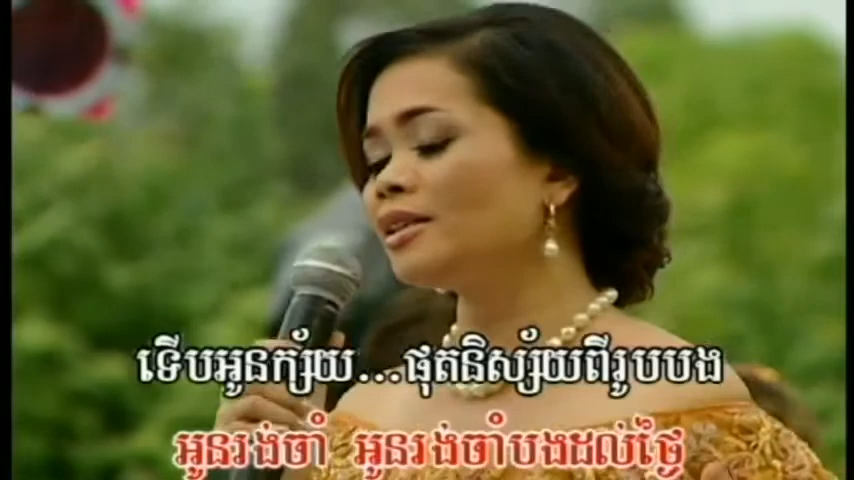 ទើបអូនក្ស័យ...ផុតនិស្ស័យពីរូបបង
អូនរង់ចាំ អូនរង់ចាំបងដល់ថ្ងៃ